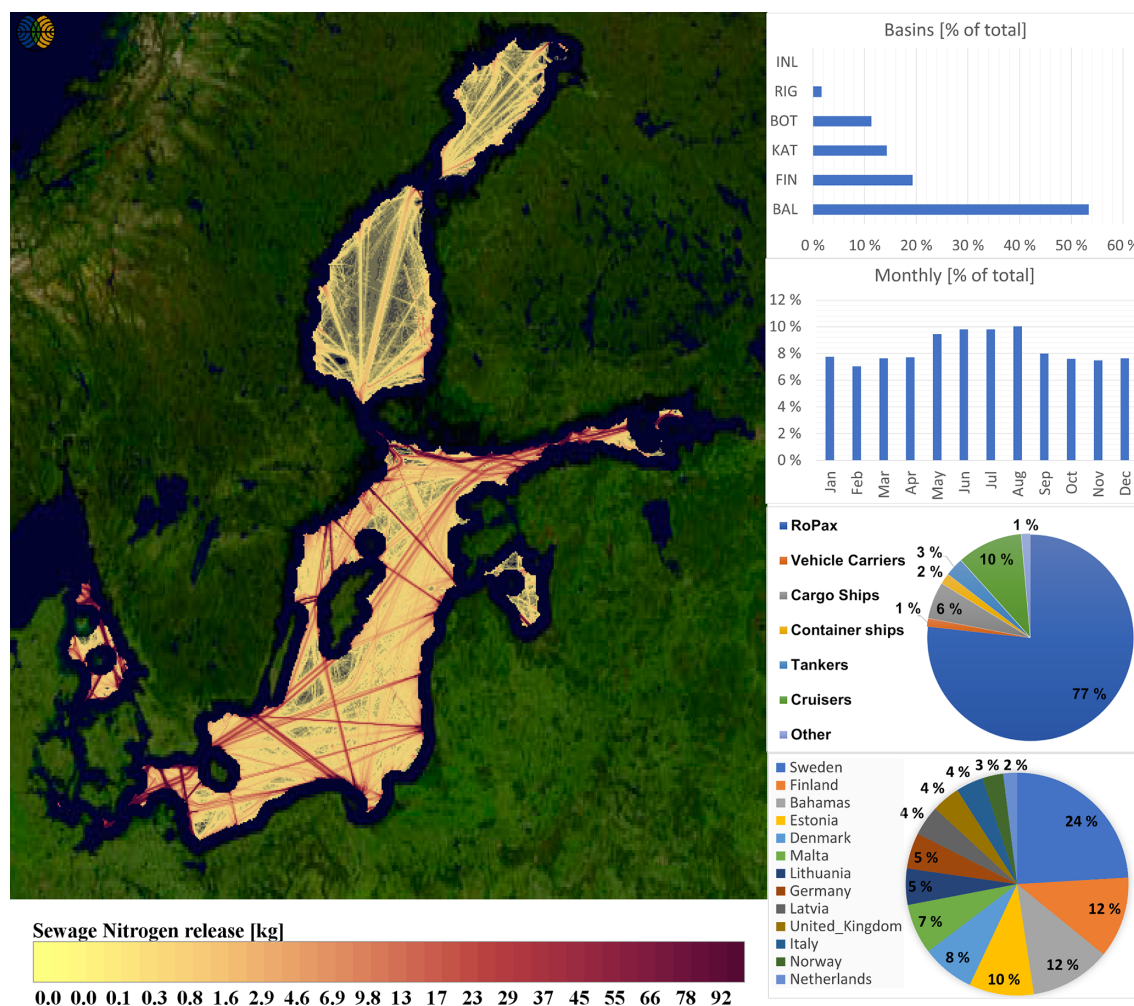 Basins [% of total]
INL
RIG
BOT
KAT
FIN
BAL
0 % 10 % 20 % 30 % 40 % 50 % 60 %
Monthly [% of total]
12 %
10 %
8 %
6 %
4 %
2 %
0 %
Jan Feb Mar Apr May Jun Jul Aug Sep Oct Nov Dec
RoPax
Vehicle Carriers
Cargo Ships
Container ships
Tankers
Cruisers
Other
1 %
10 %
3 %
2 %
6 %
1 %
77 %
Sweden
Finland
Bahamas
Estonia
Denmark
Malta
Lithuania
Germany
Latvia
United_Kingdom
Italy
Norway
Netherlands
24 %
12 %
12 %
10 %
8 %
7 %
5 %
5 %
4 %
4 %
4 %
3 %
2 %
Sewage Nitrogen release [kg]
0.0 0.0 0.1 0.3 0.8 1.6 2.9 4.6 6.9 9.8 13 17 23 29 37 45 55 66 78 92